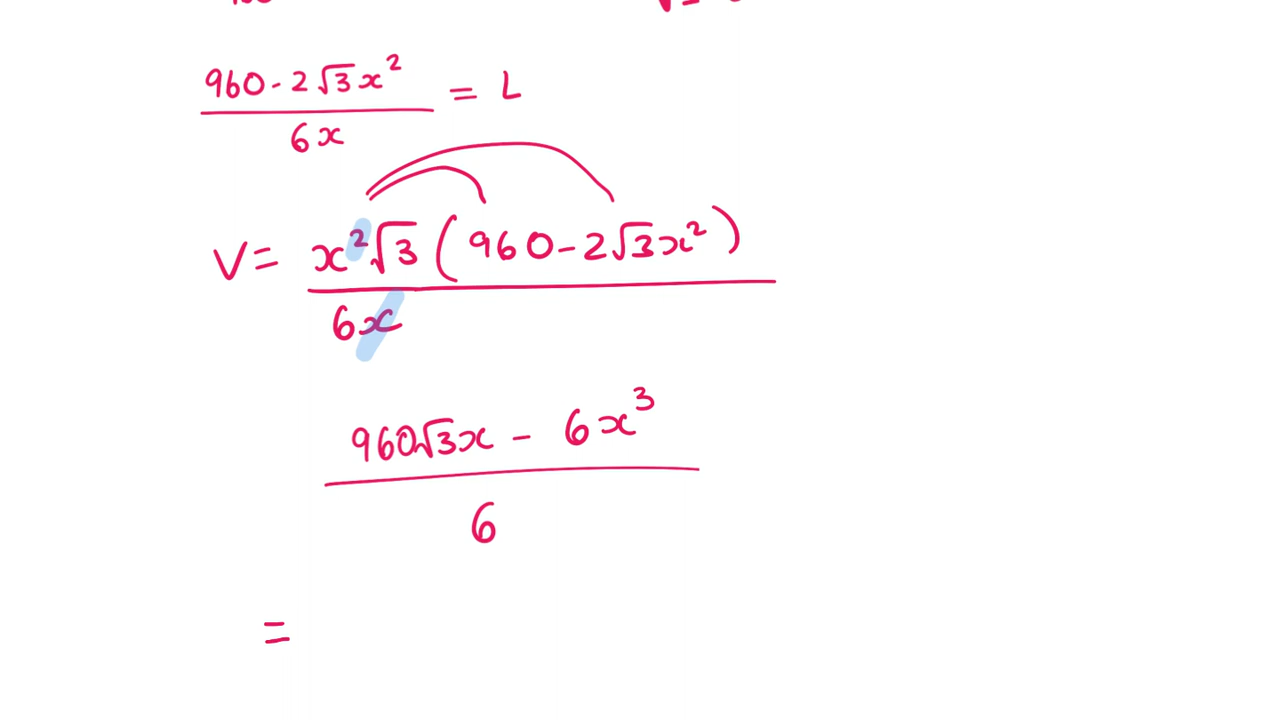 960 - 2√3x² / 6x = L
V = x²√3(960 - 2√3x²) / 6x
960√3x - 6x³ / 6
=